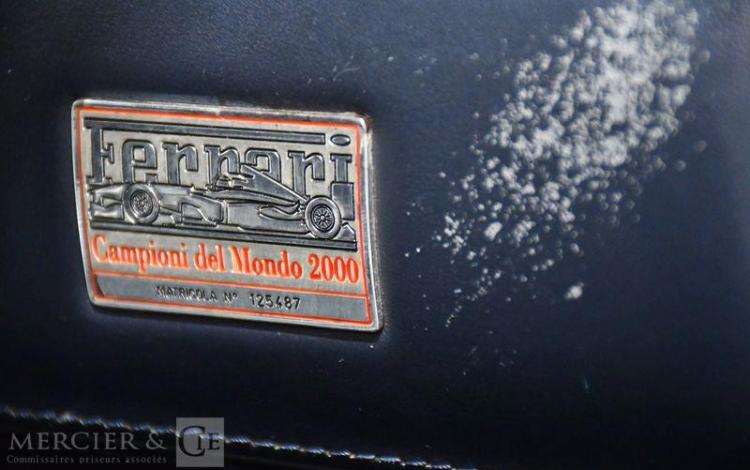 Ferrari
Campioni del Mondo 2000
MATRICOLA N° 125487
MERCIER & CIE
Commissaires priseurs associés